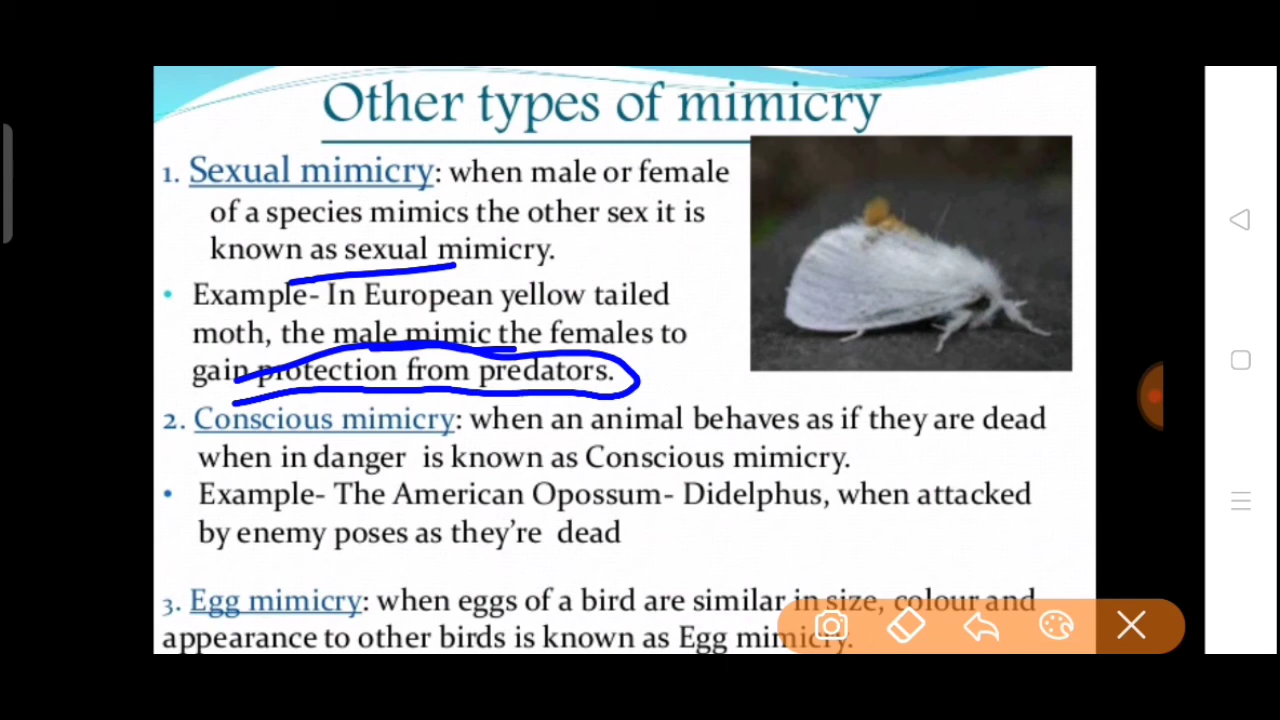 Other types of mimicry
1. Sexual mimicry: when male or female
of a species mimics the other sex it is
known as sexual mimicry.
• Example- In European yellow tailed
moth, the male mimic the females to
gain protection from predators.
2. Conscious mimicry: when an animal behaves as if they are dead
when in danger is known as Conscious mimicry.
• Example- The American Opossum- Didelphus, when attacked
by enemy poses as they're dead
3. Egg mimicry: when eggs of a bird are similar in size, colour and
appearance to other birds is known as Egg mimicry.